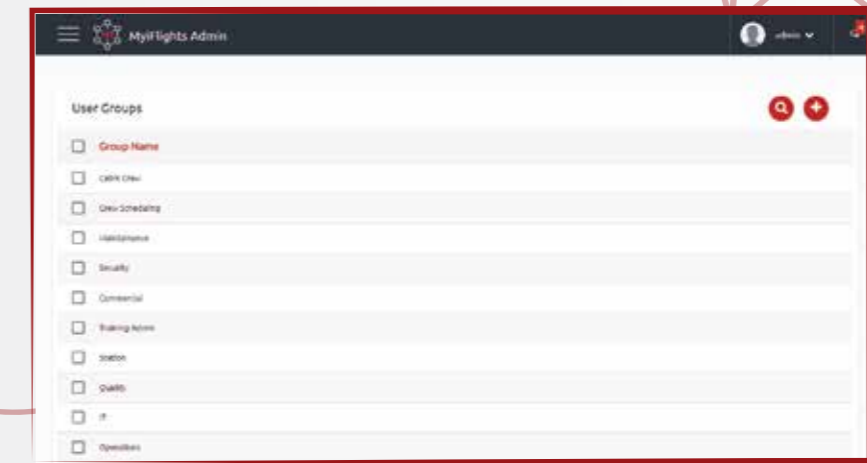 MyiFlights Admin
admin
User Groups
Group Name
Cabin Crew
Crew Scheduling
Maintenance
Security
Commercial
Training Admin
Station
Quality
IT
Operations